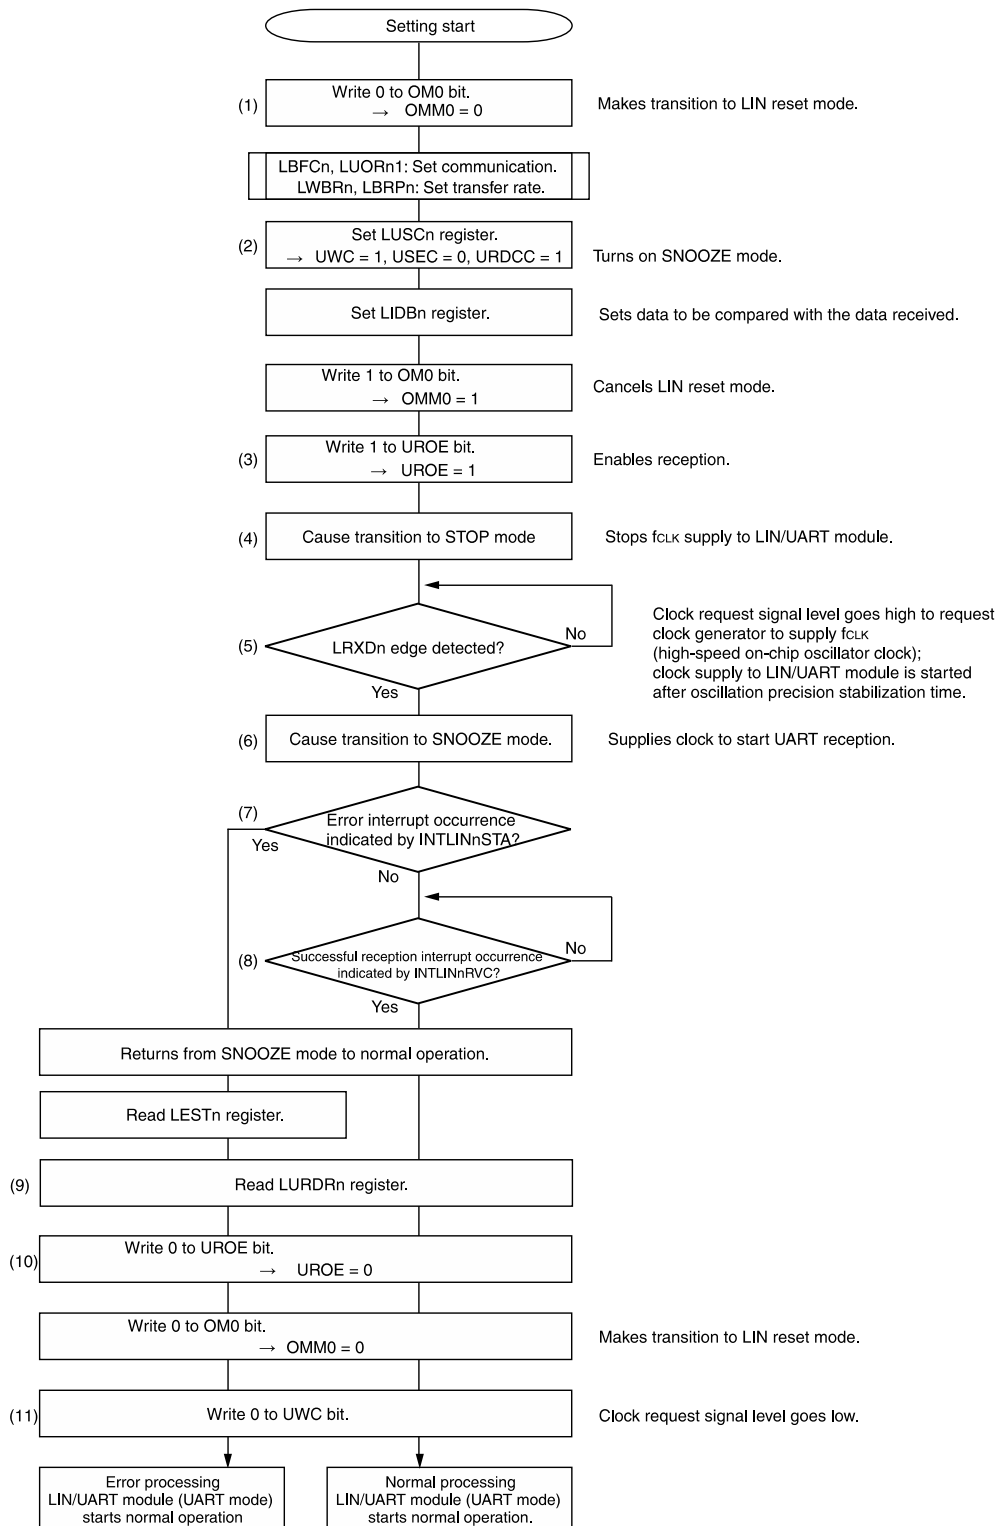 Setting start
(1)
Write 0 to OM0 bit.
→ OMM0 = 0
Makes transition to LIN reset mode.
LBFCn, LUORn1: Set communication.
LWBRn, LBRPn: Set transfer rate.
(2)
Set LUSCn register.
→ UWC = 1, USEC = 0, URDCC = 1
Turns on SNOOZE mode.
Set LIDBn register.
Sets data to be compared with the data received.
Write 1 to OM0 bit.
→ OMM0 = 1
Cancels LIN reset mode.
(3)
Write 1 to UROE bit.
→ UROE = 1
Enables reception.
(4)
Cause transition to STOP mode
Stops fCLK supply to LIN/UART module.
(5)
LRXDn edge detected?
No
Yes
Clock request signal level goes high to request
clock generator to supply fCLK
(high-speed on-chip oscillator clock);
clock supply to LIN/UART module is started
after oscillation precision stabilization time.
(6)
Cause transition to SNOOZE mode.
Supplies clock to start UART reception.
(7)
Error interrupt occurrence
indicated by INTLINnSTA?
Yes
No
(8)
Successful reception interrupt occurrence
indicated by INTLINnRVC?
No
Yes
Returns from SNOOZE mode to normal operation.
Read LESTn register.
(9)
Read LURDRn register.
(10)
Write 0 to UROE bit.
→ UROE = 0
Write 0 to OM0 bit.
→ OMM0 = 0
Makes transition to LIN reset mode.
(11)
Write 0 to UWC bit.
Clock request signal level goes low.
Error processing
LIN/UART module (UART mode)
starts normal operation
Normal processing
LIN/UART module (UART mode)
starts normal operation.